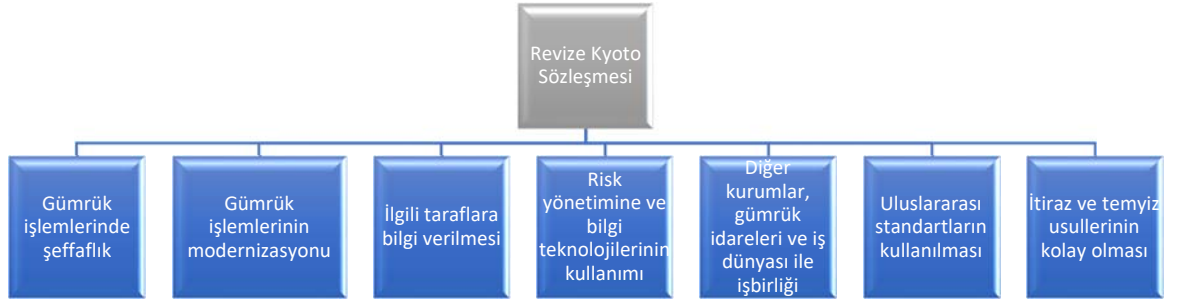 Revize Kyoto
Sözleşmesi
Gümrük
işlemlerinde
şeffaflık
Gümrük
işlemlerinin
modernizasyonu
İlgili taraflara
bilgi verilmesi
Risk
yönetimine ve
bilgi
teknolojilerinin
kullanımı
Diğer
kurumlar,
gümrük
idareleri ve iş
dünyası ile
işbirliği
Uluslararası
standartların
kullanılması
İtiraz ve temyiz
usullerinin
kolay olması